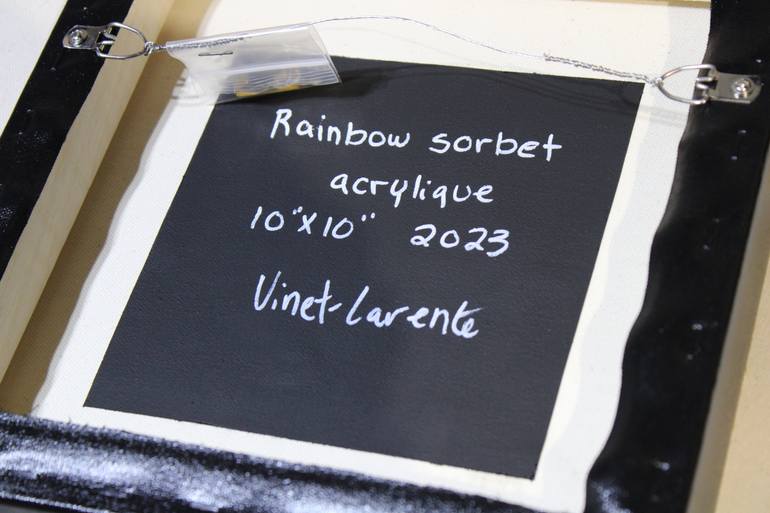 Rainbow sorbet
acrylique
10"x10" 2023
Vinet-Larente